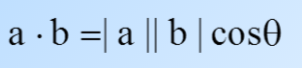 a · b =| a || b | cosθ